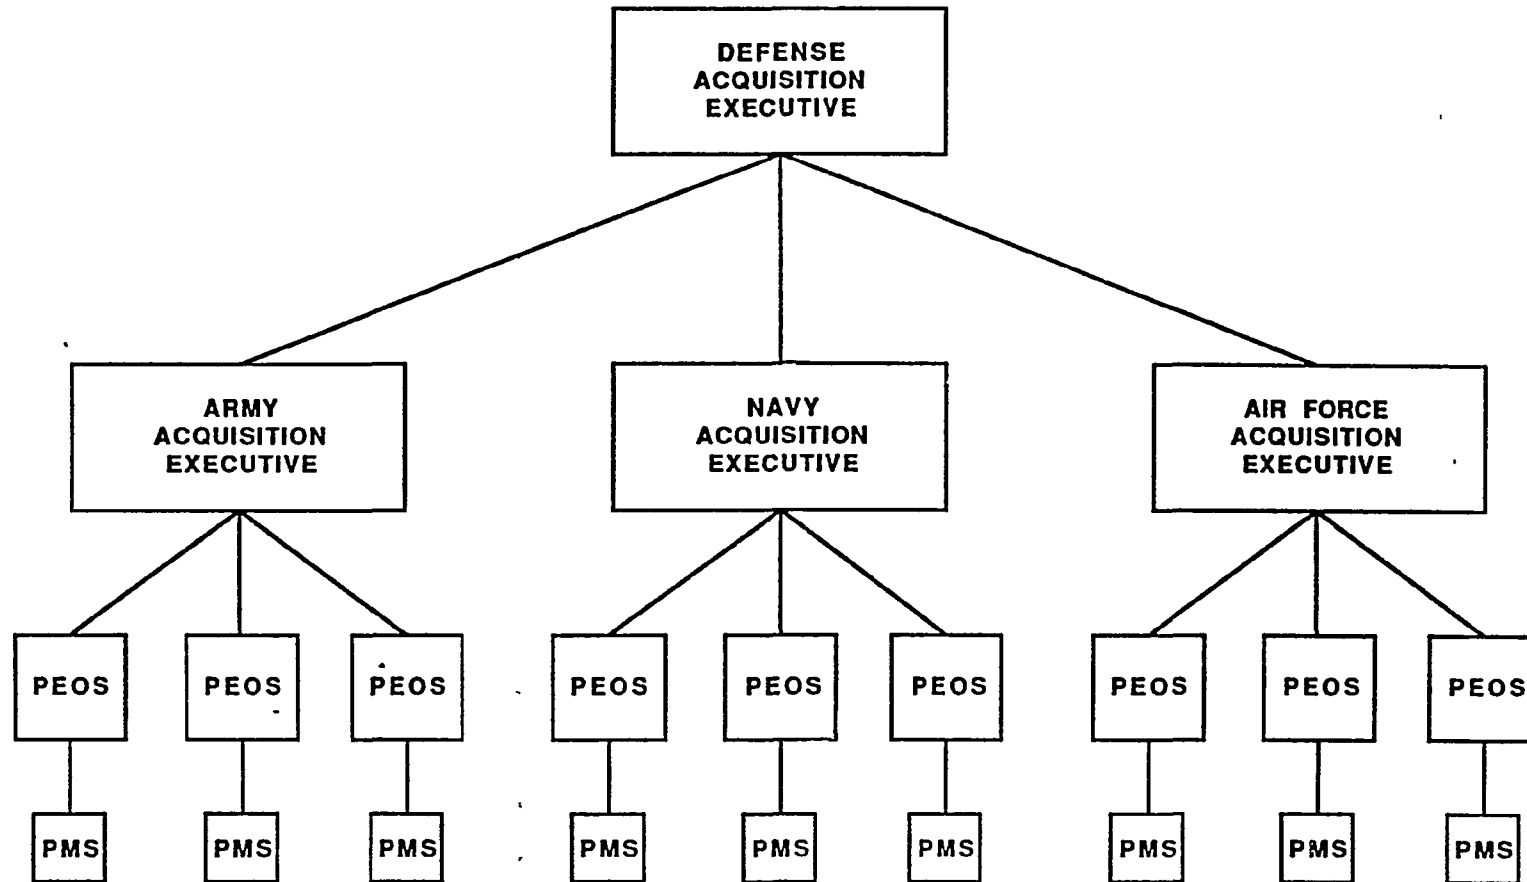 DEFENSE
ACQUISITION
EXECUTIVE
ARMY
ACQUISITION
EXECUTIVE
NAVY
ACQUISITION
EXECUTIVE
AIR FORCE
ACQUISITION
EXECUTIVE
PEOS
PEOS
PEOS
PEOS
PEOS
PEOS
PEOS
PEOS
PEOS
PMS
PMS
PMS
PMS
PMS
PMS
PMS
PMS
PMS